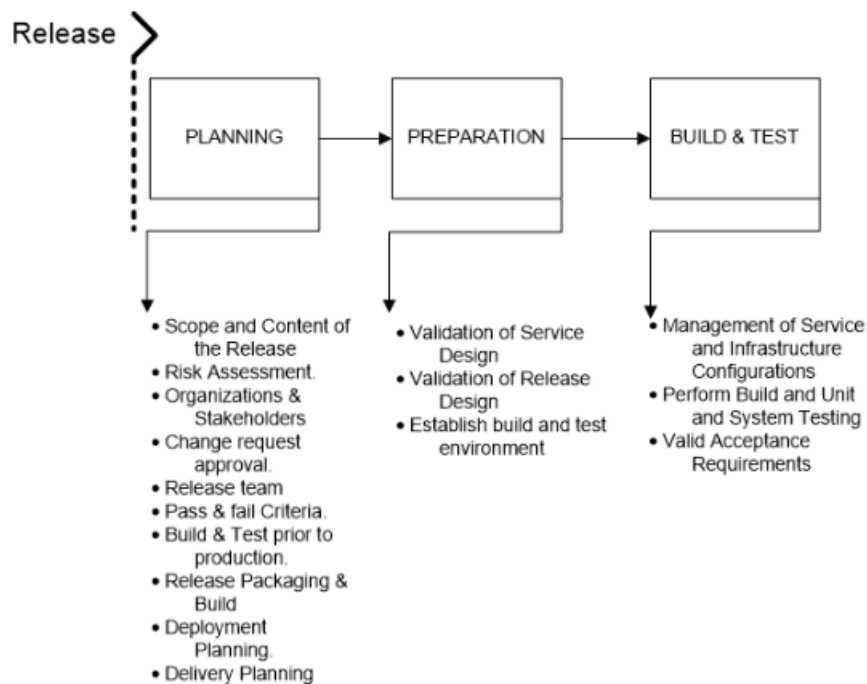 Release
PLANNING
PREPARATION
BUILD & TEST
• Scope and Content of
the Release
• Risk Assessment.
• Organizations &
Stakeholders
• Change request
approval.
• Release team
• Pass & fail Criteria.
• Build & Test prior to
production.
• Release Packaging &
Build
• Deployment
Planning.
• Delivery Planning
• Validation of Service
Design
• Validation of Release
Design
• Establish build and test
environment
• Management of Service
and Infrastructure
Configurations
• Perform Build and Unit
and System Testing
• Valid Acceptance
Requirements